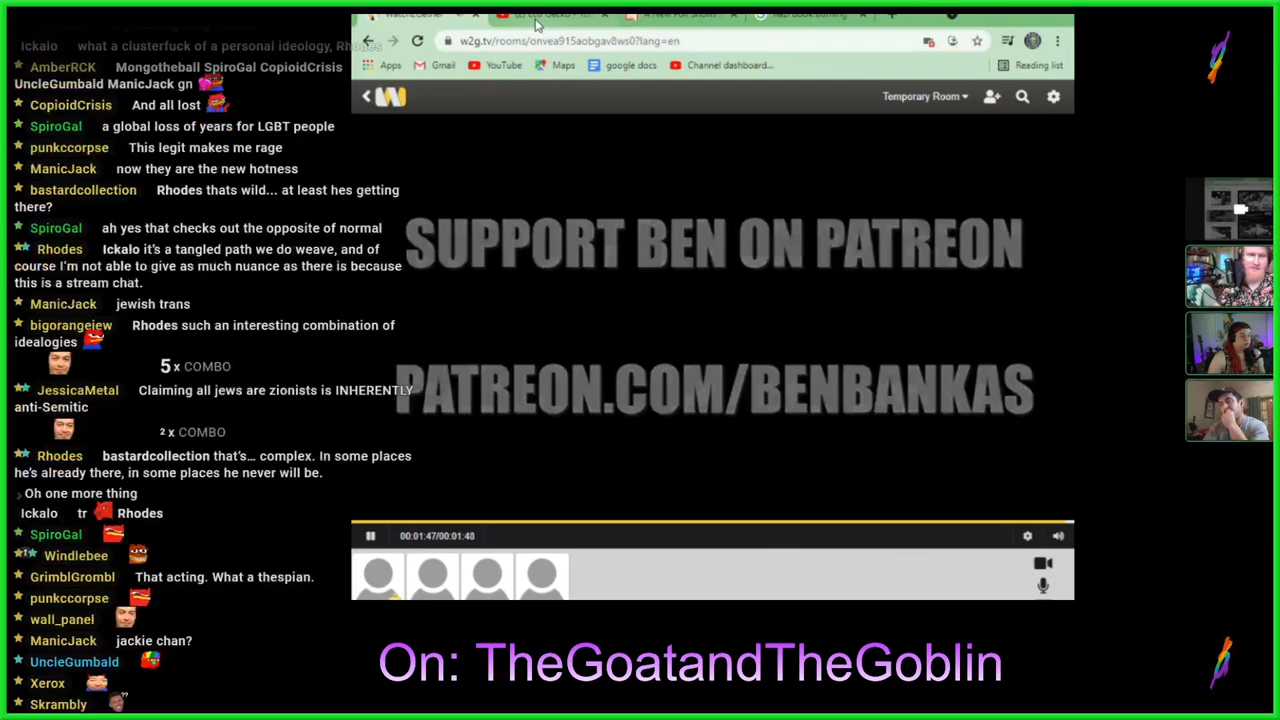 Ickalo what a clusterfuck of a personal ideology, Rhodes
AmberRCK Mongotheball SpiroGal CopioidCrisis
UncleGumbald ManicJack gn
CopioidCrisis And all lost
SpiroGal a global loss of years for LGBT people
punkccorpse This legit makes me rage
ManicJack now they are the new hotness
bastardcollection Rhodes thats wild... at least hes getting
there?
SpiroGal ah yes that checks out the opposite of normal
Rhodes Ickalo it's a tangled path we do weave, and of
course I'm not able to give as much nuance as there is because
this is a stream chat.
ManicJack jewish trans
bigorangejew Rhodes such an interesting combination of
idealogies
5 x COMBO
JessicaMetal Claiming all jews are zionists is INHERENTLY
anti-Semitic
2 x COMBO
Rhodes bastardcollection that's... complex. In some places
he's already there, in some places he never will be.
Oh one more thing
Ickalo tr Rhodes
SpiroGal
Windlebee
GrimblGrombl That acting. What a thespian.
punkccorpse
wall_panel
ManicJack jackie chan?
UncleGumbald
Xerox
Skrambly
w2g.tv/rooms/onvea915aobgav8ws0?lang=en
Apps Gmail YouTube Maps google docs Channel dashboard... Reading list
Temporary Room
SUPPORT BEN ON PATREON
PATREON.COM/BENBANKAS
00:01:47/00:01:48
On: TheGoatandTheGoblin